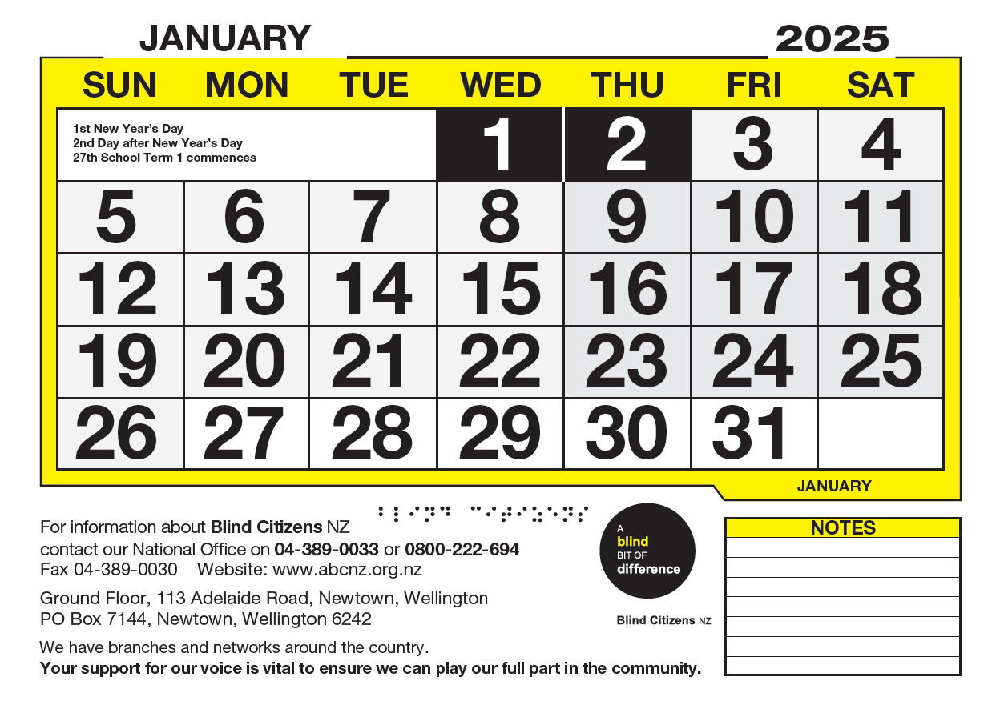 JANUARY 2025
SUN MON TUE WED THU FRI SAT
1st New Year's Day
2nd Day after New Year's Day
27th School Term 1 commences
1 2 3 4
5 6 7 8 9 10 11
12 13 14 15 16 17 18
19 20 21 22 23 24 25
26 27 28 29 30 31
JANUARY
⠃⠇⠊⠝⠙ ⠉⠊⠞⠊⠵⠑⠝⠎
For information about Blind Citizens NZ
contact our National Office on 04-389-0033 or 0800-222-694
Fax 04-389-0030 Website: www.abcnz.org.nz
Ground Floor, 113 Adelaide Road, Newtown, Wellington
PO Box 7144, Newtown, Wellington 6242
We have branches and networks around the country.
Your support for our voice is vital to ensure we can play our full part in the community.
A
blind
BIT OF
difference
Blind Citizens NZ
NOTES